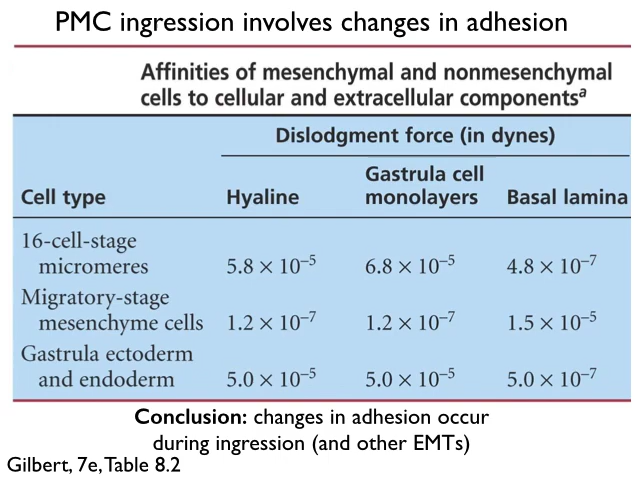 PMC ingression involves changes in adhesion
Affinities of mesenchymal and nonmesenchymal
cells to cellular and extracellular componentsᵃ
Dislodgment force (in dynes)
Cell type Hyaline Gastrula cell monolayers Basal lamina
16-cell-stage
micromeres 5.8 × 10⁻⁵ 6.8 × 10⁻⁵ 4.8 × 10⁻⁷
Migratory-stage
mesenchyme cells 1.2 × 10⁻⁷ 1.2 × 10⁻⁷ 1.5 × 10⁻⁵
Gastrula ectoderm
and endoderm 5.0 × 10⁻⁵ 5.0 × 10⁻⁵ 5.0 × 10⁻⁷
Conclusion: changes in adhesion occur
during ingression (and other EMTs)
Gilbert, 7e, Table 8.2